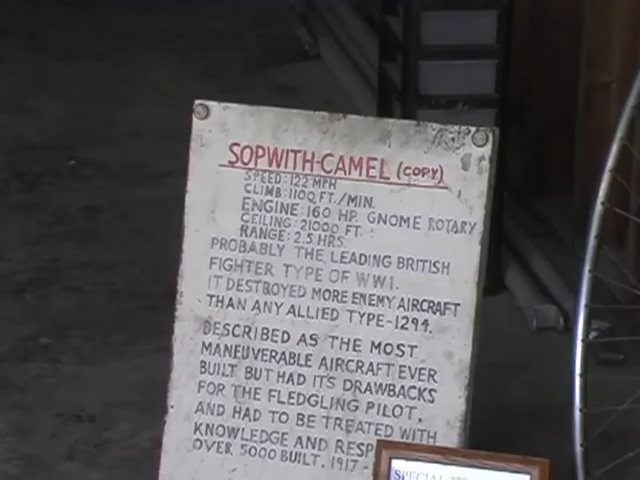 SOPWITH-CAMEL (COPY)
SPEED: 122 MPH
CLIMB: 1100 FT./MIN.
ENGINE: 160 HP. GNOME ROTARY
CEILING: 21000 FT.
RANGE: 2.5 HRS.
PROBABLY THE LEADING BRITISH
FIGHTER TYPE OF WW1.
IT DESTROYED MORE ENEMY AIRCRAFT
THAN ANY ALLIED TYPE-1294.
DESCRIBED AS THE MOST
MANEUVERABLE AIRCRAFT EVER
BUILT BUT HAD ITS DRAWBACKS
FOR THE FLEDGLING PILOT,
AND HAD TO BE TREATED WITH
KNOWLEDGE AND RESP
OVER 5000 BUILT. 1917-
SPECIAL